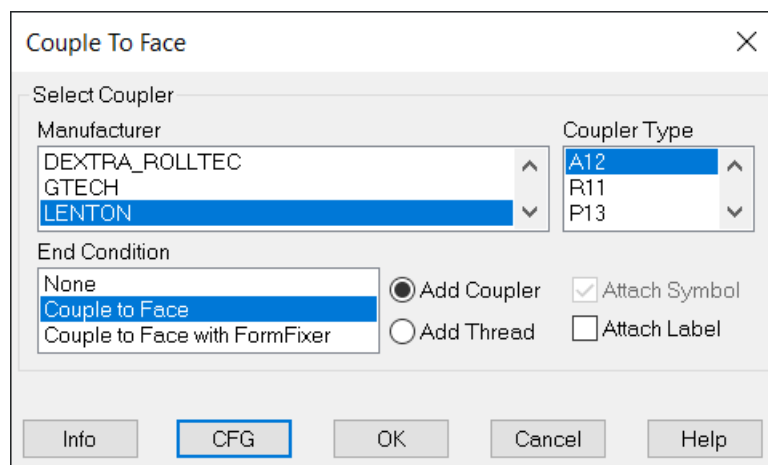 Couple To Face
Select Coupler
Manufacturer
Coupler Type
DEXTRA_ROLLTEC
GTECH
LENTON
A12
R11
P13
End Condition
None
Couple to Face
Couple to Face with FormFixer
Add Coupler
Add Thread
Attach Symbol
Attach Label
Info
CFG
OK
Cancel
Help